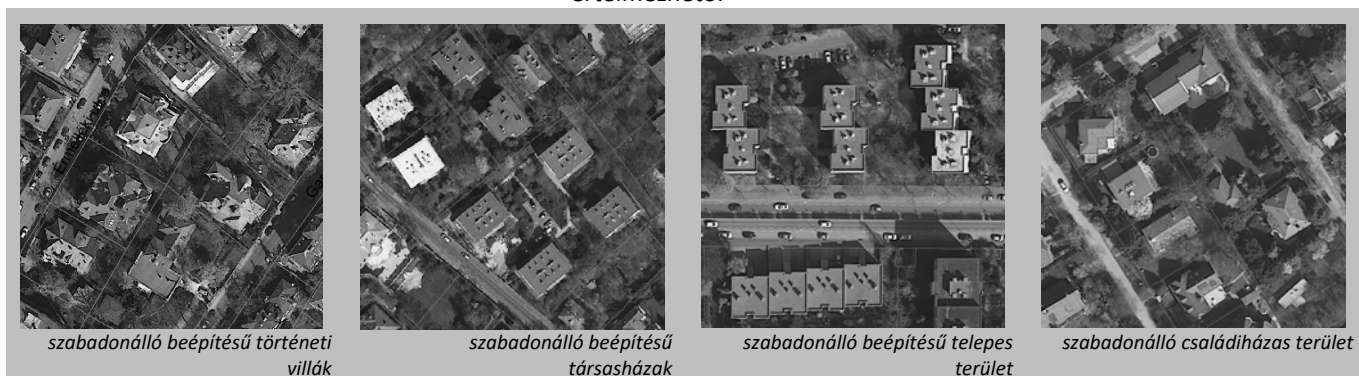 szabadonálló beépítésű történeti
villák
szabadonálló beépítésű
társasházak
szabadonálló beépítésű telepes
terület
szabadonálló családiházas terület